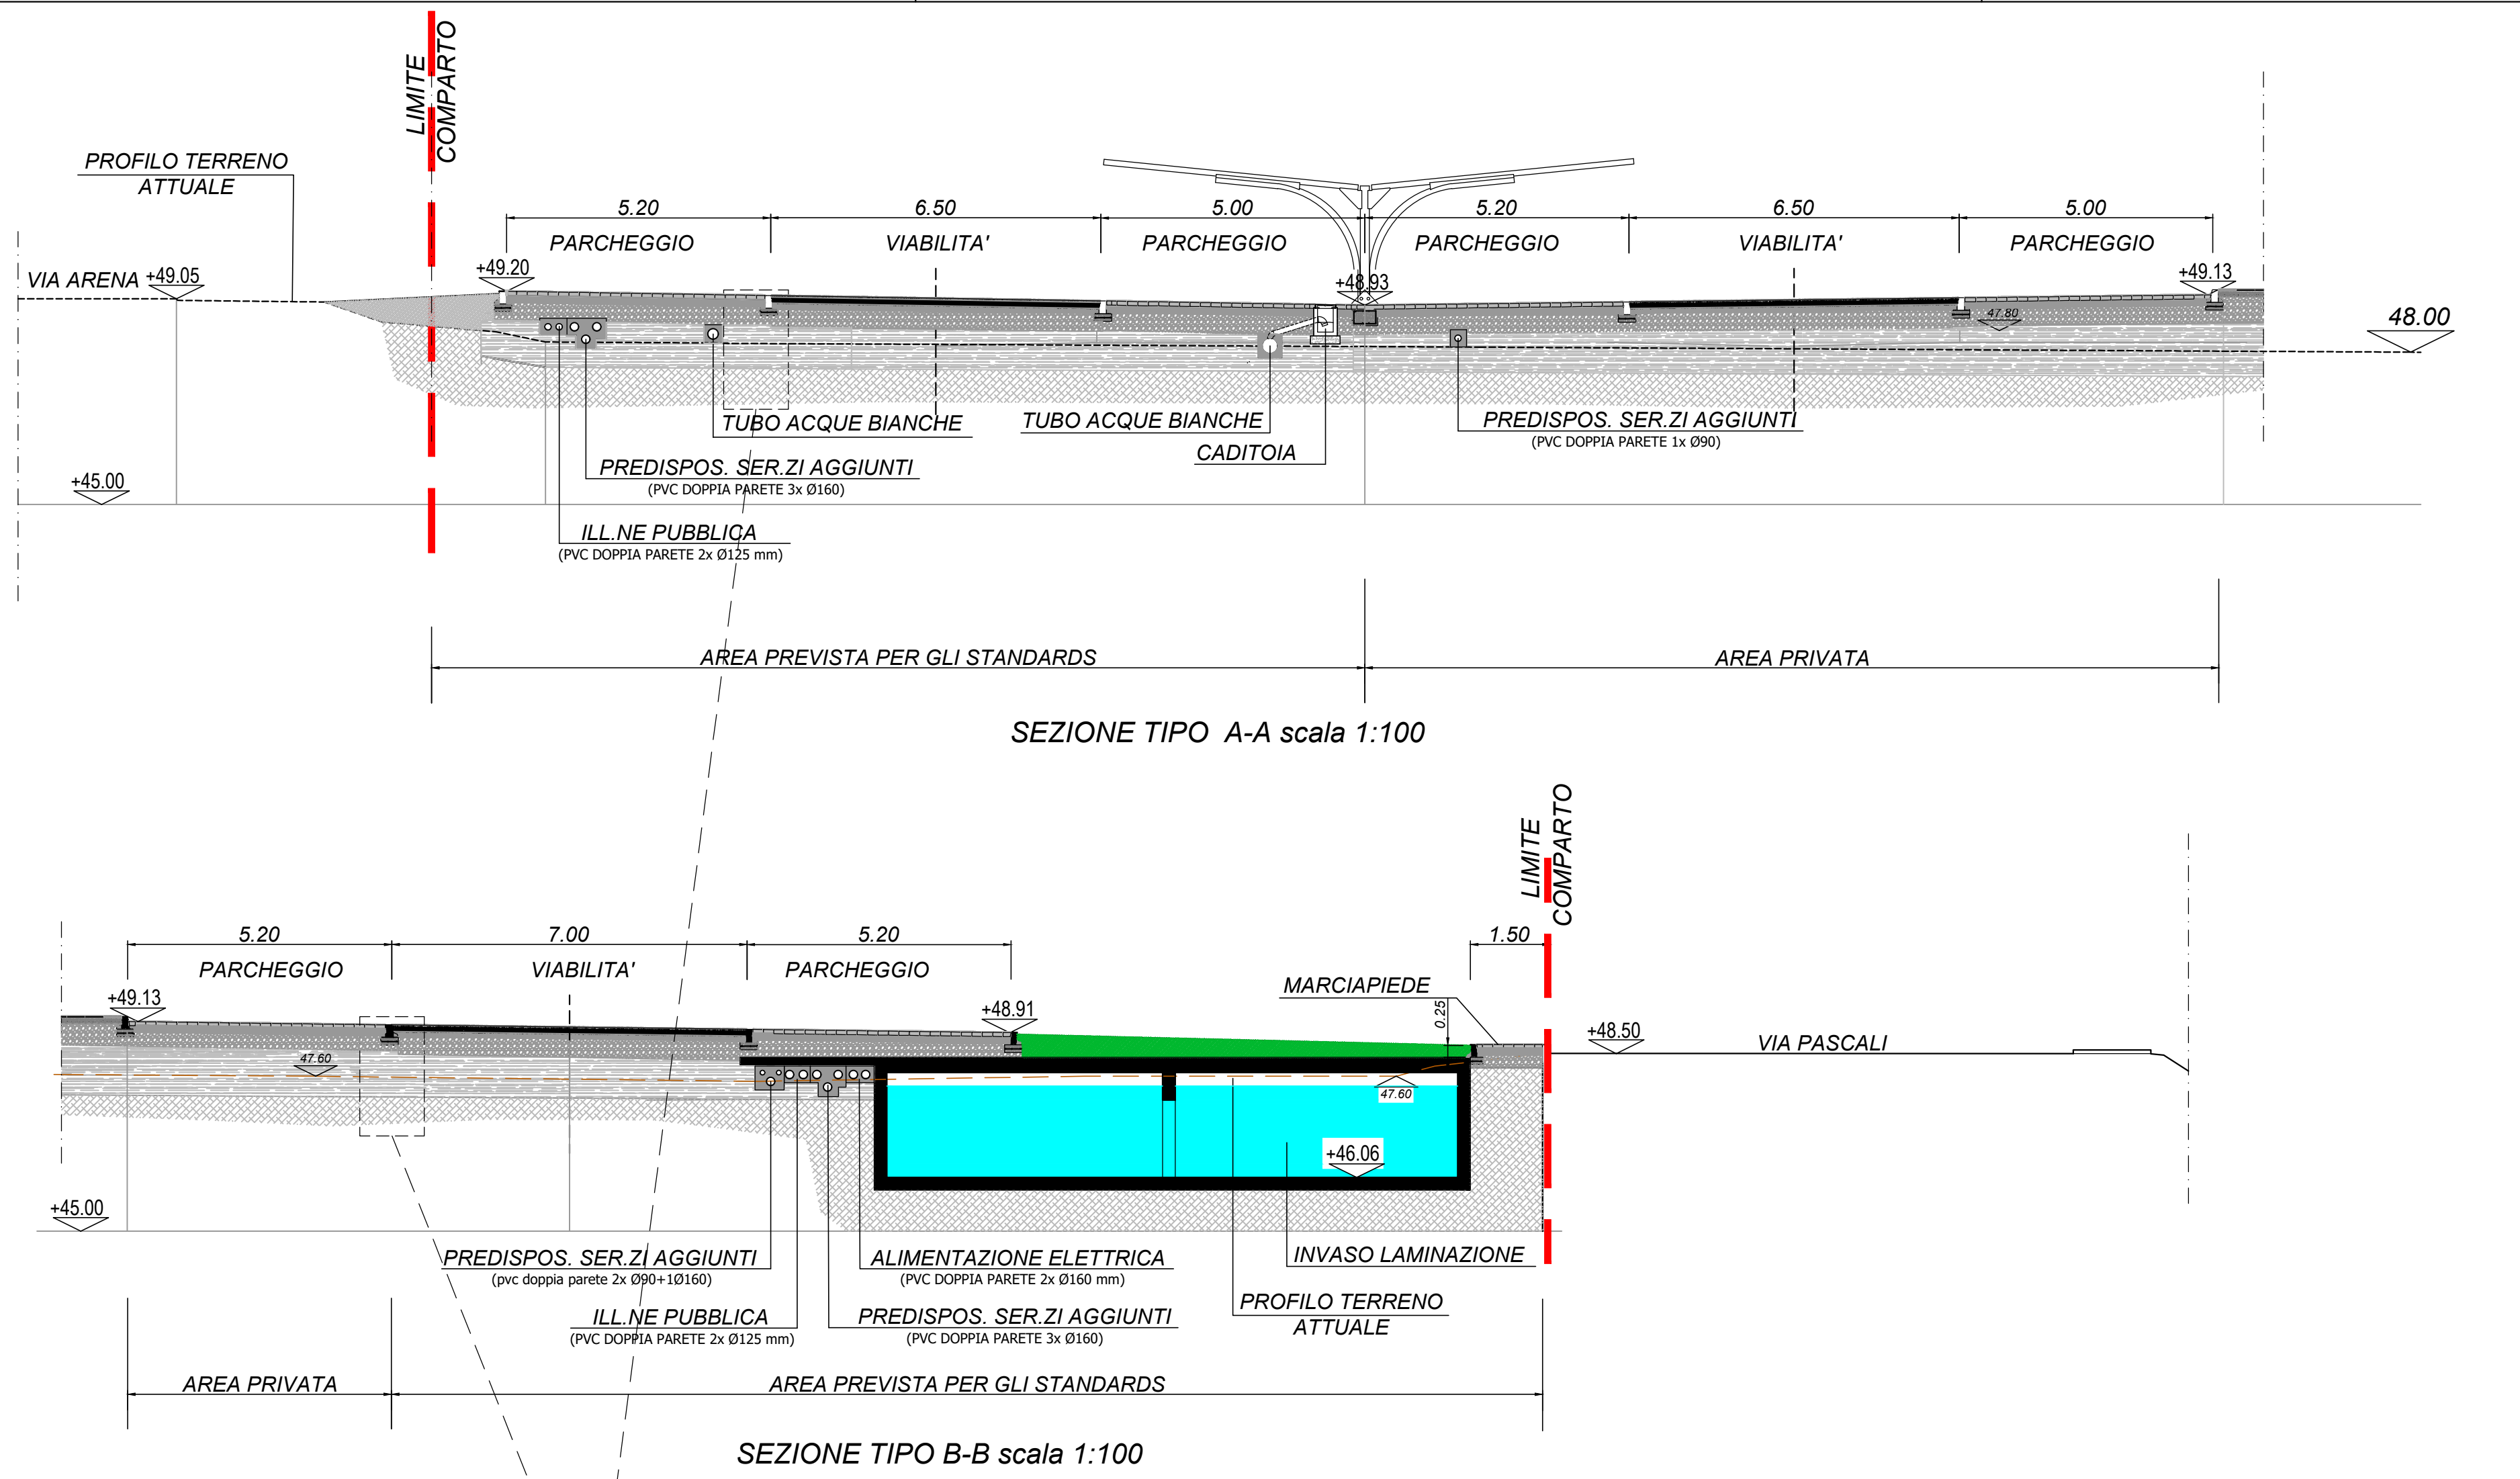 LIMITE
COMPARTO
PROFILO TERRENO
ATTUALE
5.20
6.50
5.00
5.20
6.50
5.00
PARCHEGGIO
VIABILITA'
PARCHEGGIO
PARCHEGGIO
VIABILITA'
PARCHEGGIO
VIA ARENA
+49.05
+49.20
+48.93
+49.13
47.80
48.00
TUBO ACQUE BIANCHE
TUBO ACQUE BIANCHE
PREDISPOS. SER.ZI AGGIUNTI
(PVC DOPPIA PARETE 1x Ø90)
CADITOIA
PREDISPOS. SER.ZI AGGIUNTI
(PVC DOPPIA PARETE 3x Ø160)
+45.00
ILL.NE PUBBLICA
(PVC DOPPIA PARETE 2x Ø125 mm)
AREA PREVISTA PER GLI STANDARDS
AREA PRIVATA
SEZIONE TIPO A-A scala 1:100
LIMITE
COMPARTO
5.20
7.00
5.20
1.50
PARCHEGGIO
VIABILITA'
PARCHEGGIO
MARCIAPIEDE
+49.13
+48.91
0.25
+48.50
VIA PASCALI
47.60
47.60
+46.06
+45.00
PREDISPOS. SER.ZI AGGIUNTI
(pvc doppia parete 2x Ø90+1Ø160)
ALIMENTAZIONE ELETTRICA
(PVC DOPPIA PARETE 2x Ø160 mm)
INVASO LAMINAZIONE
ILL.NE PUBBLICA
(PVC DOPPIA PARETE 2x Ø125 mm)
PREDISPOS. SER.ZI AGGIUNTI
(PVC DOPPIA PARETE 3x Ø160)
PROFILO TERRENO
ATTUALE
AREA PRIVATA
AREA PREVISTA PER GLI STANDARDS
SEZIONE TIPO B-B scala 1:100